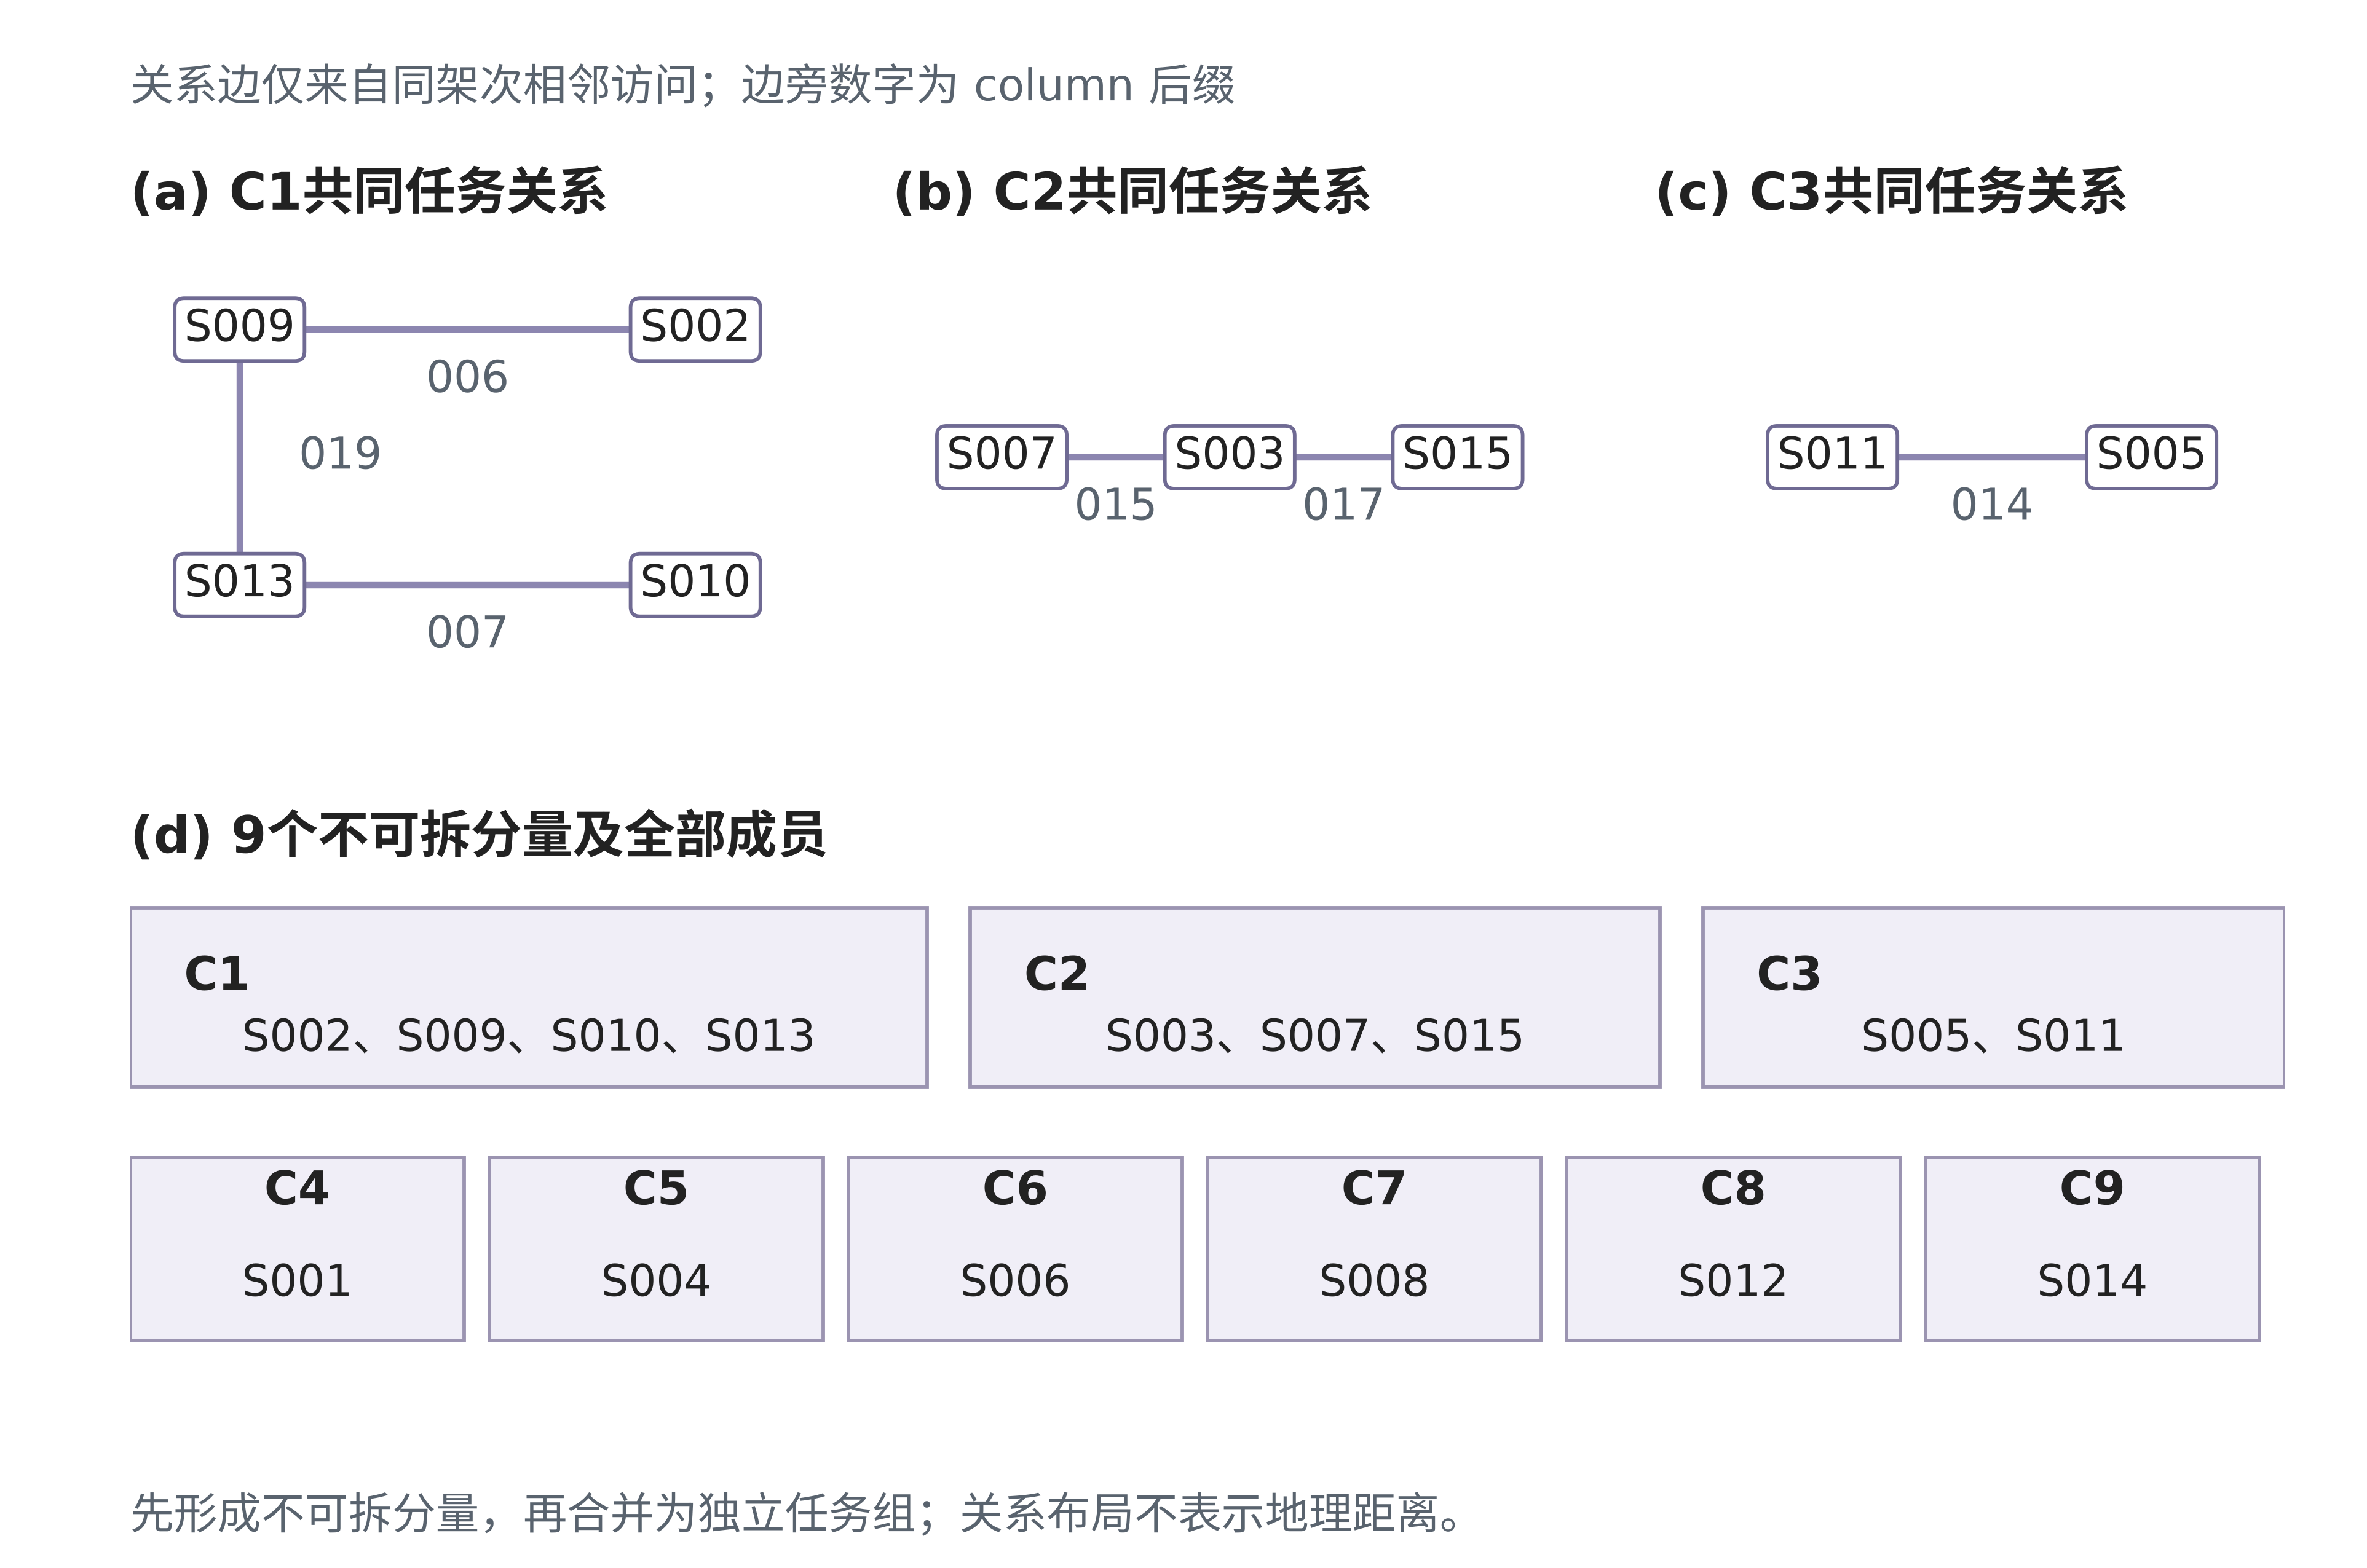 关系边仅来自同架次相邻访问；边旁数字为 column 后缀
(a) C1共同任务关系
(b) C2共同任务关系
(c) C3共同任务关系
S009
S002
006
019
S013
S010
007
S007
S003
S015
015
017
S011
S005
014
(d) 9个不可拆分量及全部成员
C1
S002、S009、S010、S013
C2
S003、S007、S015
C3
S005、S011
C4
S001
C5
S004
C6
S006
C7
S008
C8
S012
C9
S014
先形成不可拆分量，再合并为独立任务组；关系布局不表示地理距离。